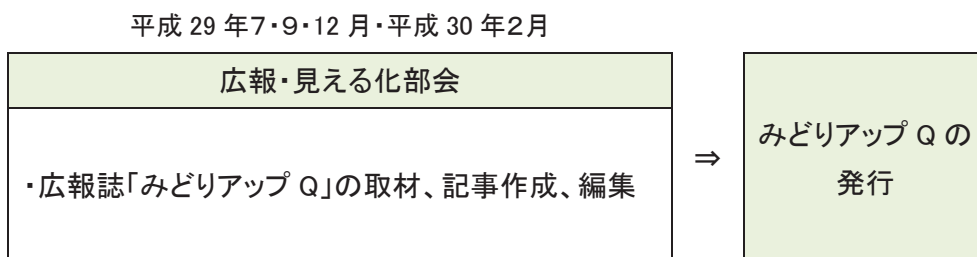 平成 29 年７・９・12 月・平成 30 年２月
広報・見える化部会
・広報誌「みどりアップ Q」の取材、記事作成、編集
⇒
みどりアップ Q の
発行